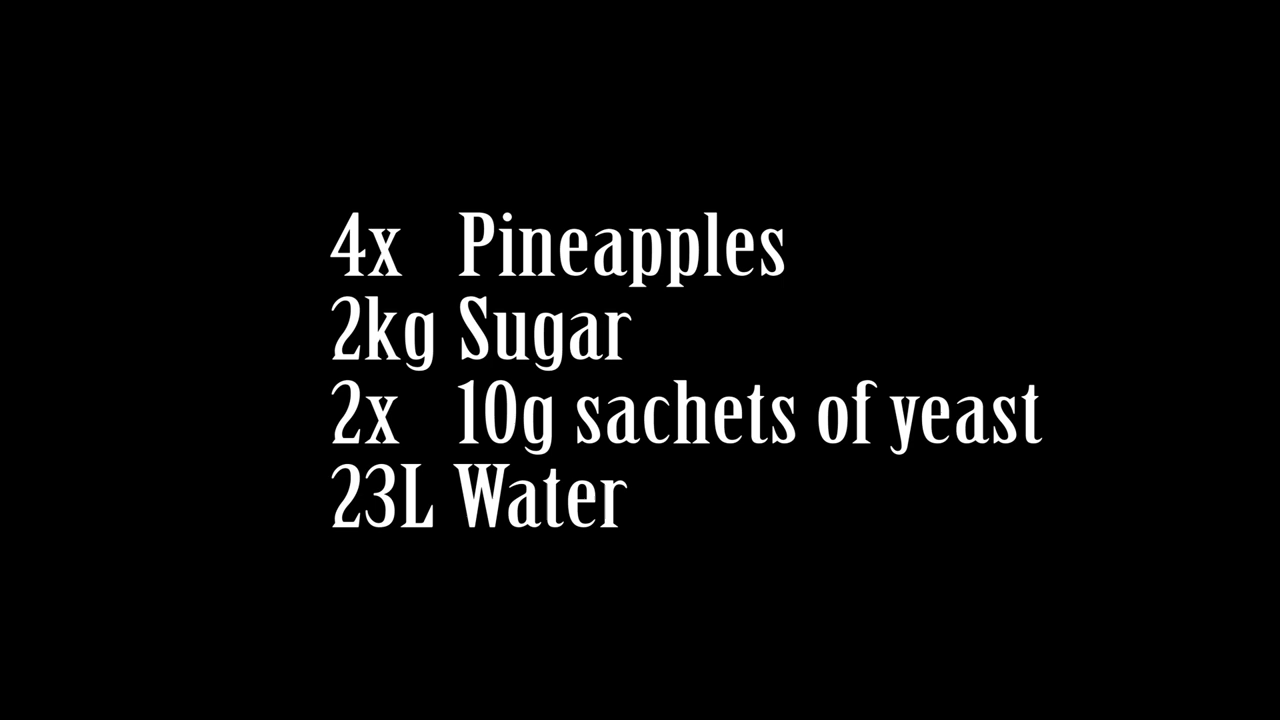 4x Pineapples
2kg Sugar
2x 10g sachets of yeast
23L Water